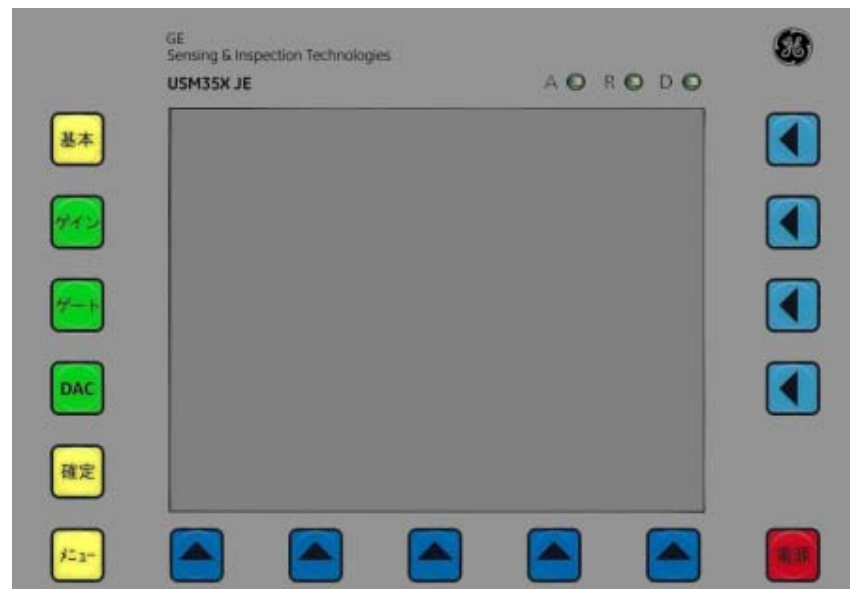 GE
Sensing & Inspection Technologies
USM35X JE
A R D
基本
ゲイン
ゲート
DAC
確定
メニュー
電源